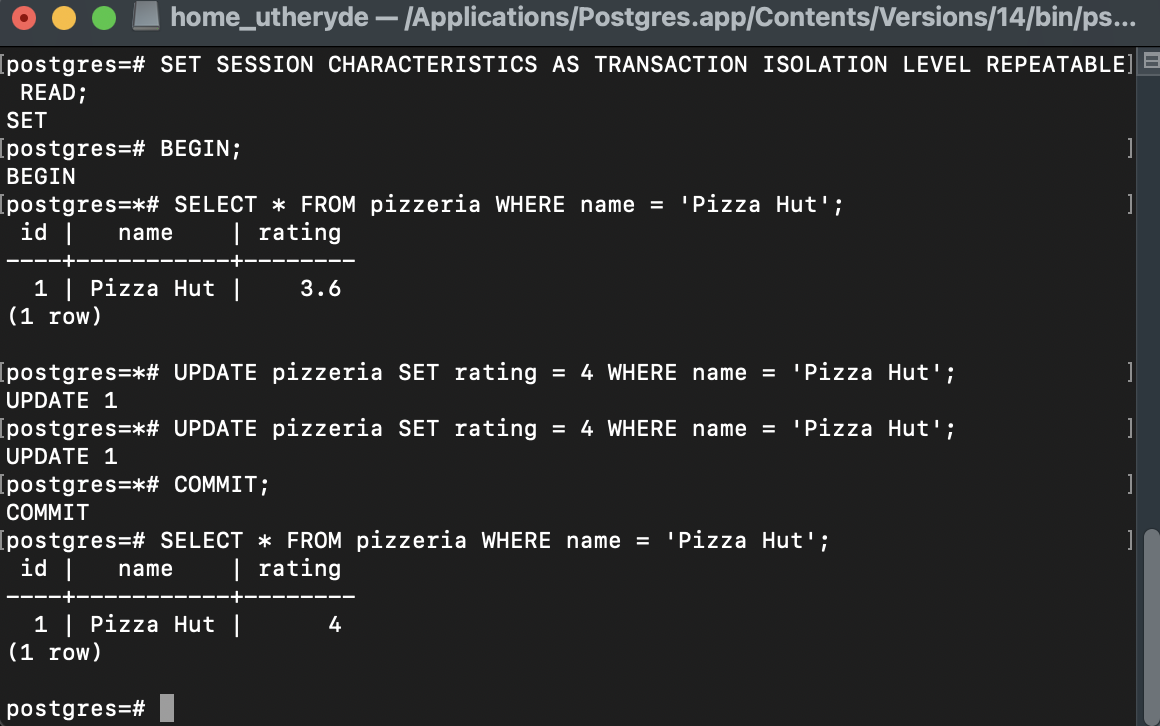 home_utheryde — /Applications/Postgres.app/Contents/Versions/14/bin/ps...
[postgres=# SET SESSION CHARACTERISTICS AS TRANSACTION ISOLATION LEVEL REPEATABLE]
 READ;
SET
[postgres=# BEGIN;                                                              ]
BEGIN
[postgres=*# SELECT * FROM pizzeria WHERE name = 'Pizza Hut';                    ]
 id |   name    | rating
----+-----------+--------
  1 | Pizza Hut |    3.6
(1 row)

[postgres=*# UPDATE pizzeria SET rating = 4 WHERE name = 'Pizza Hut';            ]
UPDATE 1
[postgres=*# UPDATE pizzeria SET rating = 4 WHERE name = 'Pizza Hut';            ]
UPDATE 1
[postgres=*# COMMIT;                                                             ]
COMMIT
[postgres=# SELECT * FROM pizzeria WHERE name = 'Pizza Hut';                     ]
 id |   name    | rating
----+-----------+--------
  1 | Pizza Hut |      4
(1 row)

postgres=#